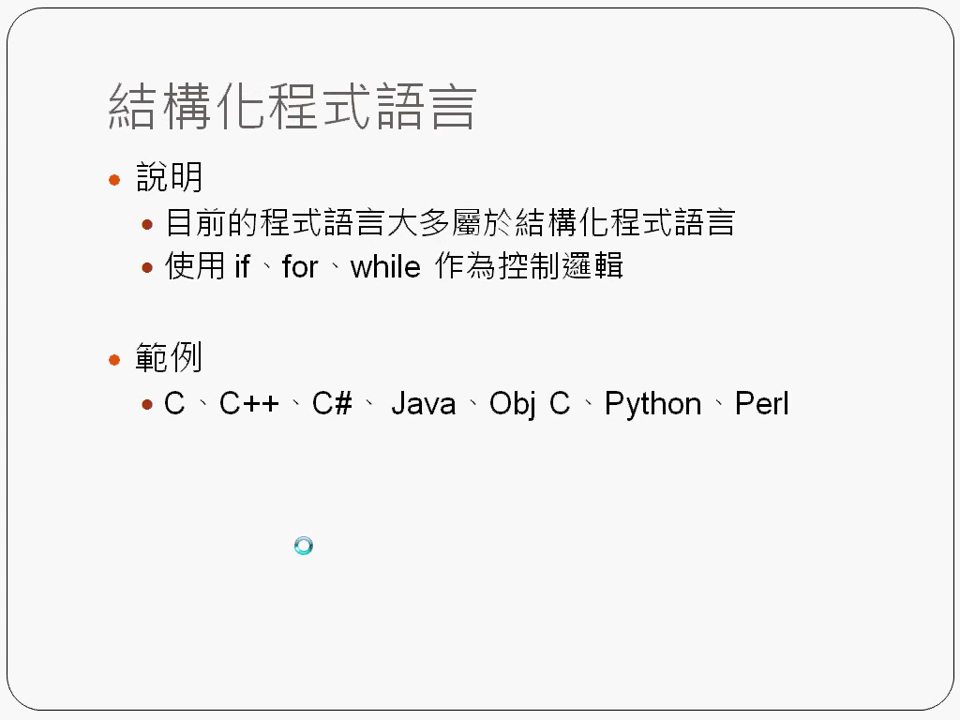 結構化程式語言
說明
目前的程式語言大多屬於結構化程式語言
使用 if、for、while 作為控制邏輯
範例
C、C++、C#、 Java、Obj C、Python、Perl